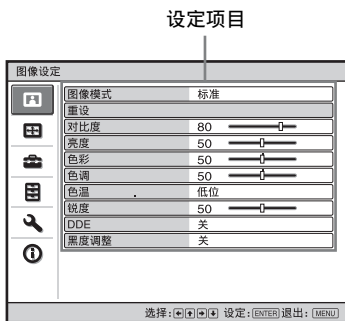 设定项目
图像设定
图像模式 标准
重设
对比度 80
亮度 50
色彩 50
色调 50
色温 低位
锐度 50
DDE 关
黑度调整 关
选择: 设定: ENTER 退出: MENU